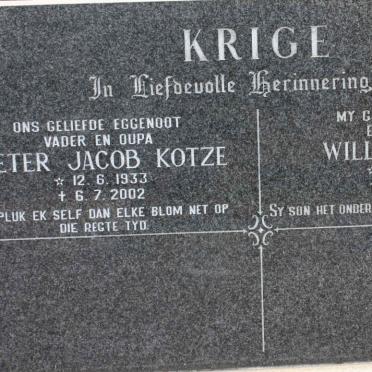 KRIGE
In Liefdevolle Herinnering
ONS GELIEFDE EGGENOOT
VADER EN OUPA
ETER JACOB KOTZE
☆ 12.6.1933
✝ 6.7.2002
PLUK EK SELF DAN ELKE BLOM NET OP
DIE REGTE TYD.
MY G
E
WILL
SY SON HET ONDER